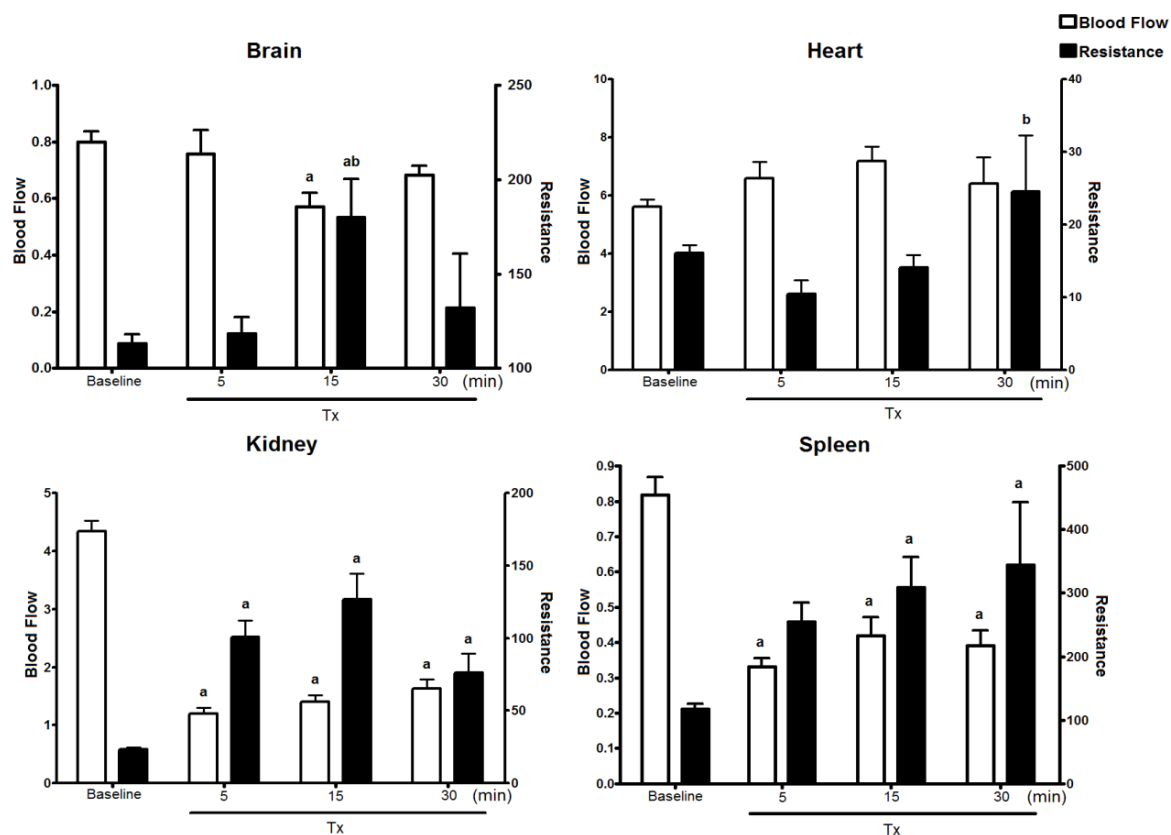 Blood Flow
Resistance
Brain
Heart
1.0
0.8
0.6
0.4
0.2
0.0
Blood Flow
250
200
150
100
Resistance
a
ab
Baseline
5
15
30
(min)
Tx
10
8
6
4
2
0
Blood Flow
40
30
20
10
0
Resistance
b
Baseline
5
15
30
(min)
Tx
Kidney
Spleen
5
4
3
2
1
0
Blood Flow
200
150
100
50
0
Resistance
a
a
a
a
a
a
Baseline
5
15
30
(min)
Tx
0.9
0.8
0.7
0.6
0.5
0.4
0.3
0.2
0.1
0.0
Blood Flow
500
400
300
200
100
0
Resistance
a
a
a
a
a
Baseline
5
15
30
(min)
Tx